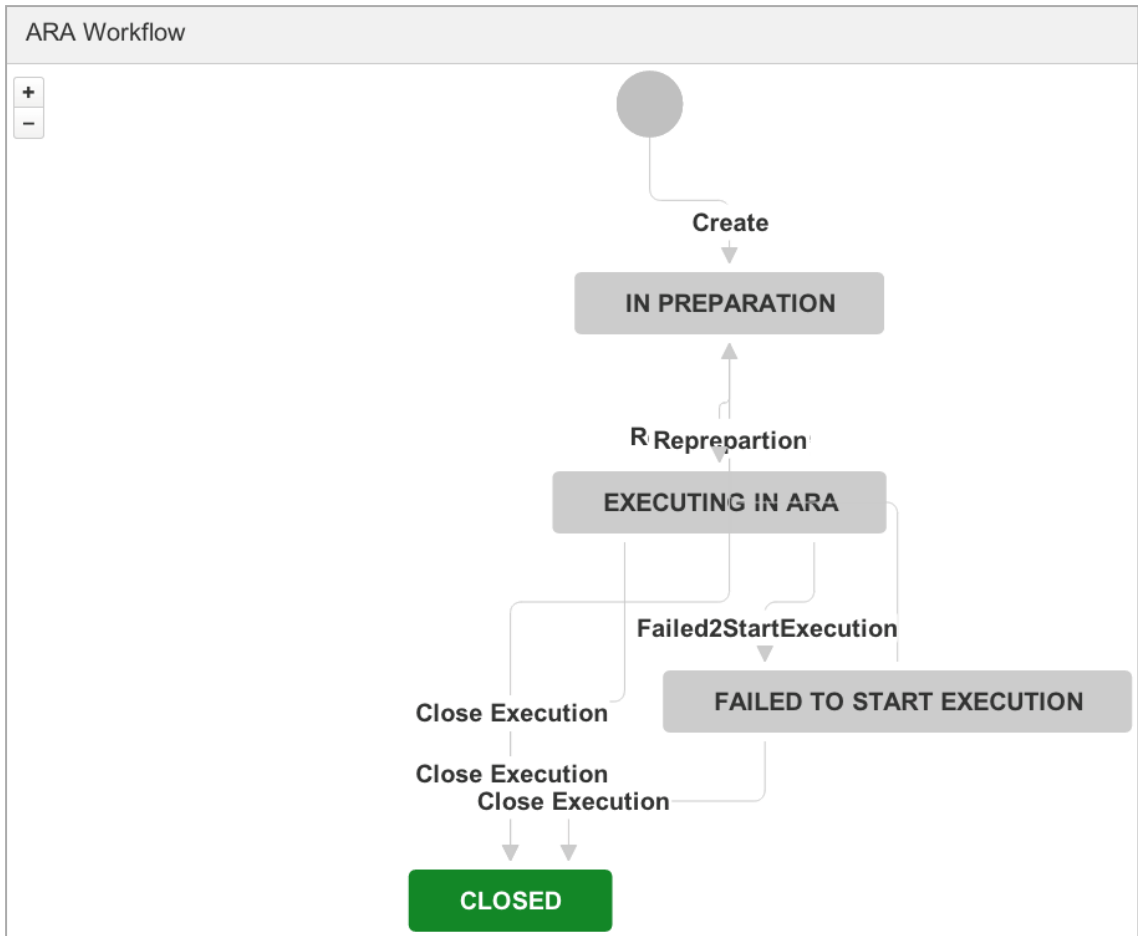 ARA Workflow
+
−
Create
IN PREPARATION
Reprepartion
EXECUTING IN ARA
Failed2StartExecution
FAILED TO START EXECUTION
Close Execution
Close Execution
Close Execution
CLOSED